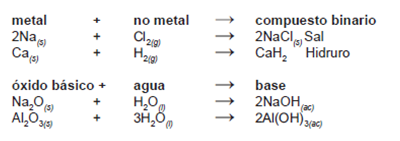 metal + no metal → compuesto binario
2Na(s) + Cl2(g) → 2NaCl(s) Sal
Ca(s) + H2(g) → CaH2 Hidruro
óxido básico + agua → base
Na2O(s) + H2O(l) → 2NaOH(ac)
Al2O3(s) + 3H2O(l) → 2Al(OH)3(ac)